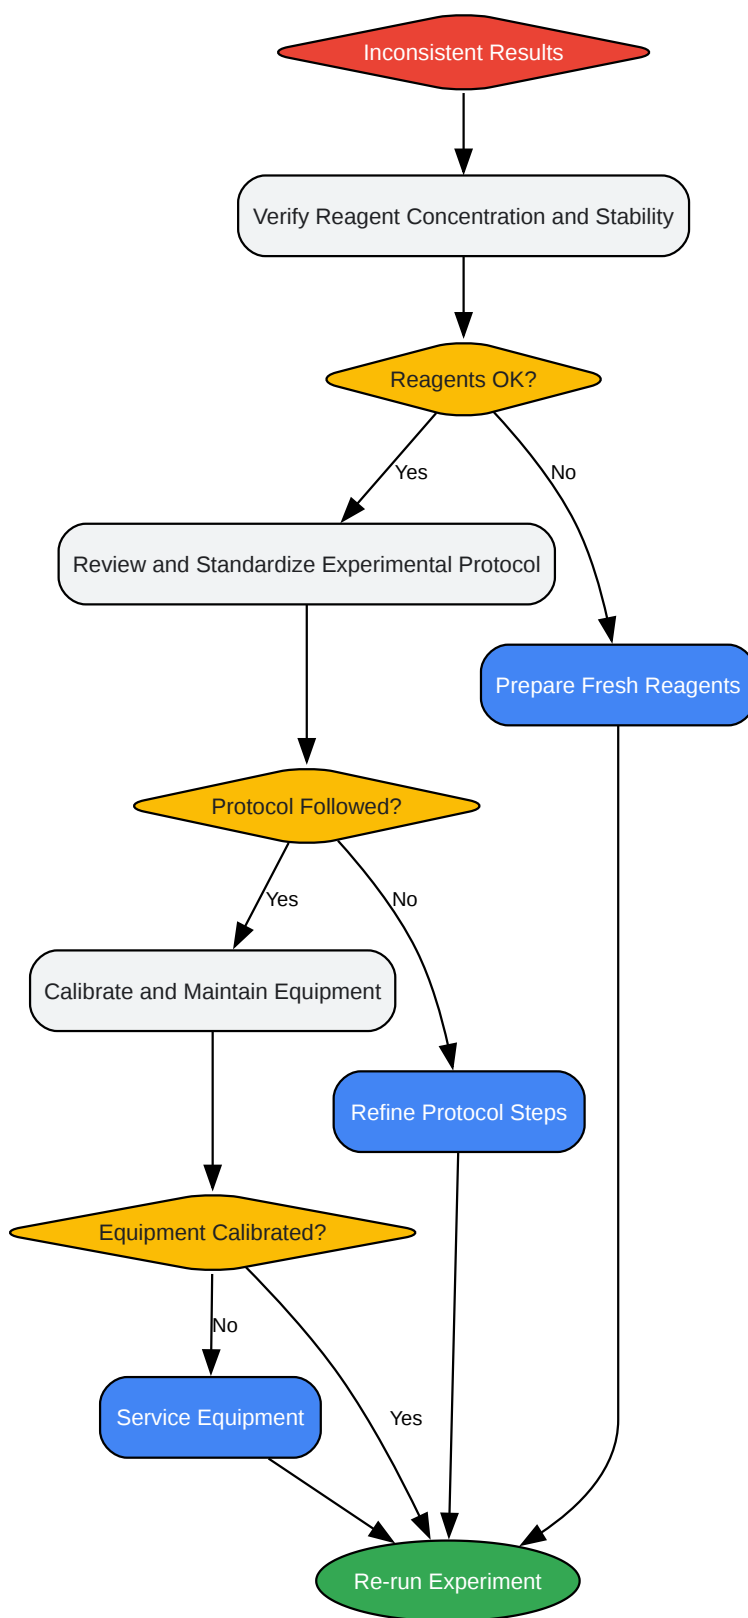 Inconsistent Results
Verify Reagent Concentration and Stability
Reagents OK?
Yes
No
Review and Standardize Experimental Protocol
Prepare Fresh Reagents
Protocol Followed?
Yes
No
Calibrate and Maintain Equipment
Refine Protocol Steps
Equipment Calibrated?
No
Service Equipment
Yes
Re-run Experiment